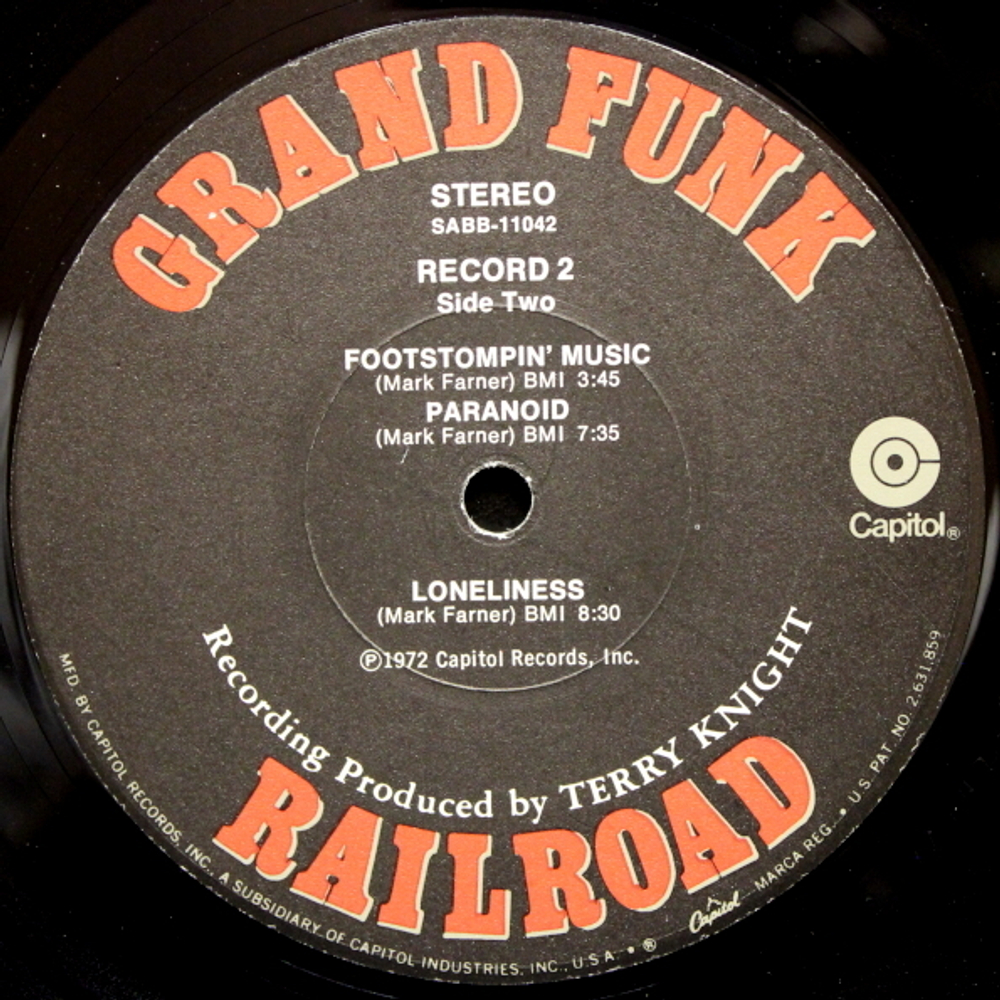 GRAND FUNK
STEREO
SABB-11042
RECORD 2
Side Two
FOOTSTOMPIN' MUSIC
(Mark Farner) BMI 3:45
PARANOID
(Mark Farner) BMI 7:35
Capitol®
LONELINESS
(Mark Farner) BMI 8:30
Ⓟ1972 Capitol Records, Inc.
Recording Produced by TERRY KNIGHT
RAILROAD
MFD. BY CAPITOL RECORDS, INC., A SUBSIDIARY OF CAPITOL INDUSTRIES, INC., U.S.A. • ® Capitol MARCA REG. • U.S. PAT. NO. 2,631,859